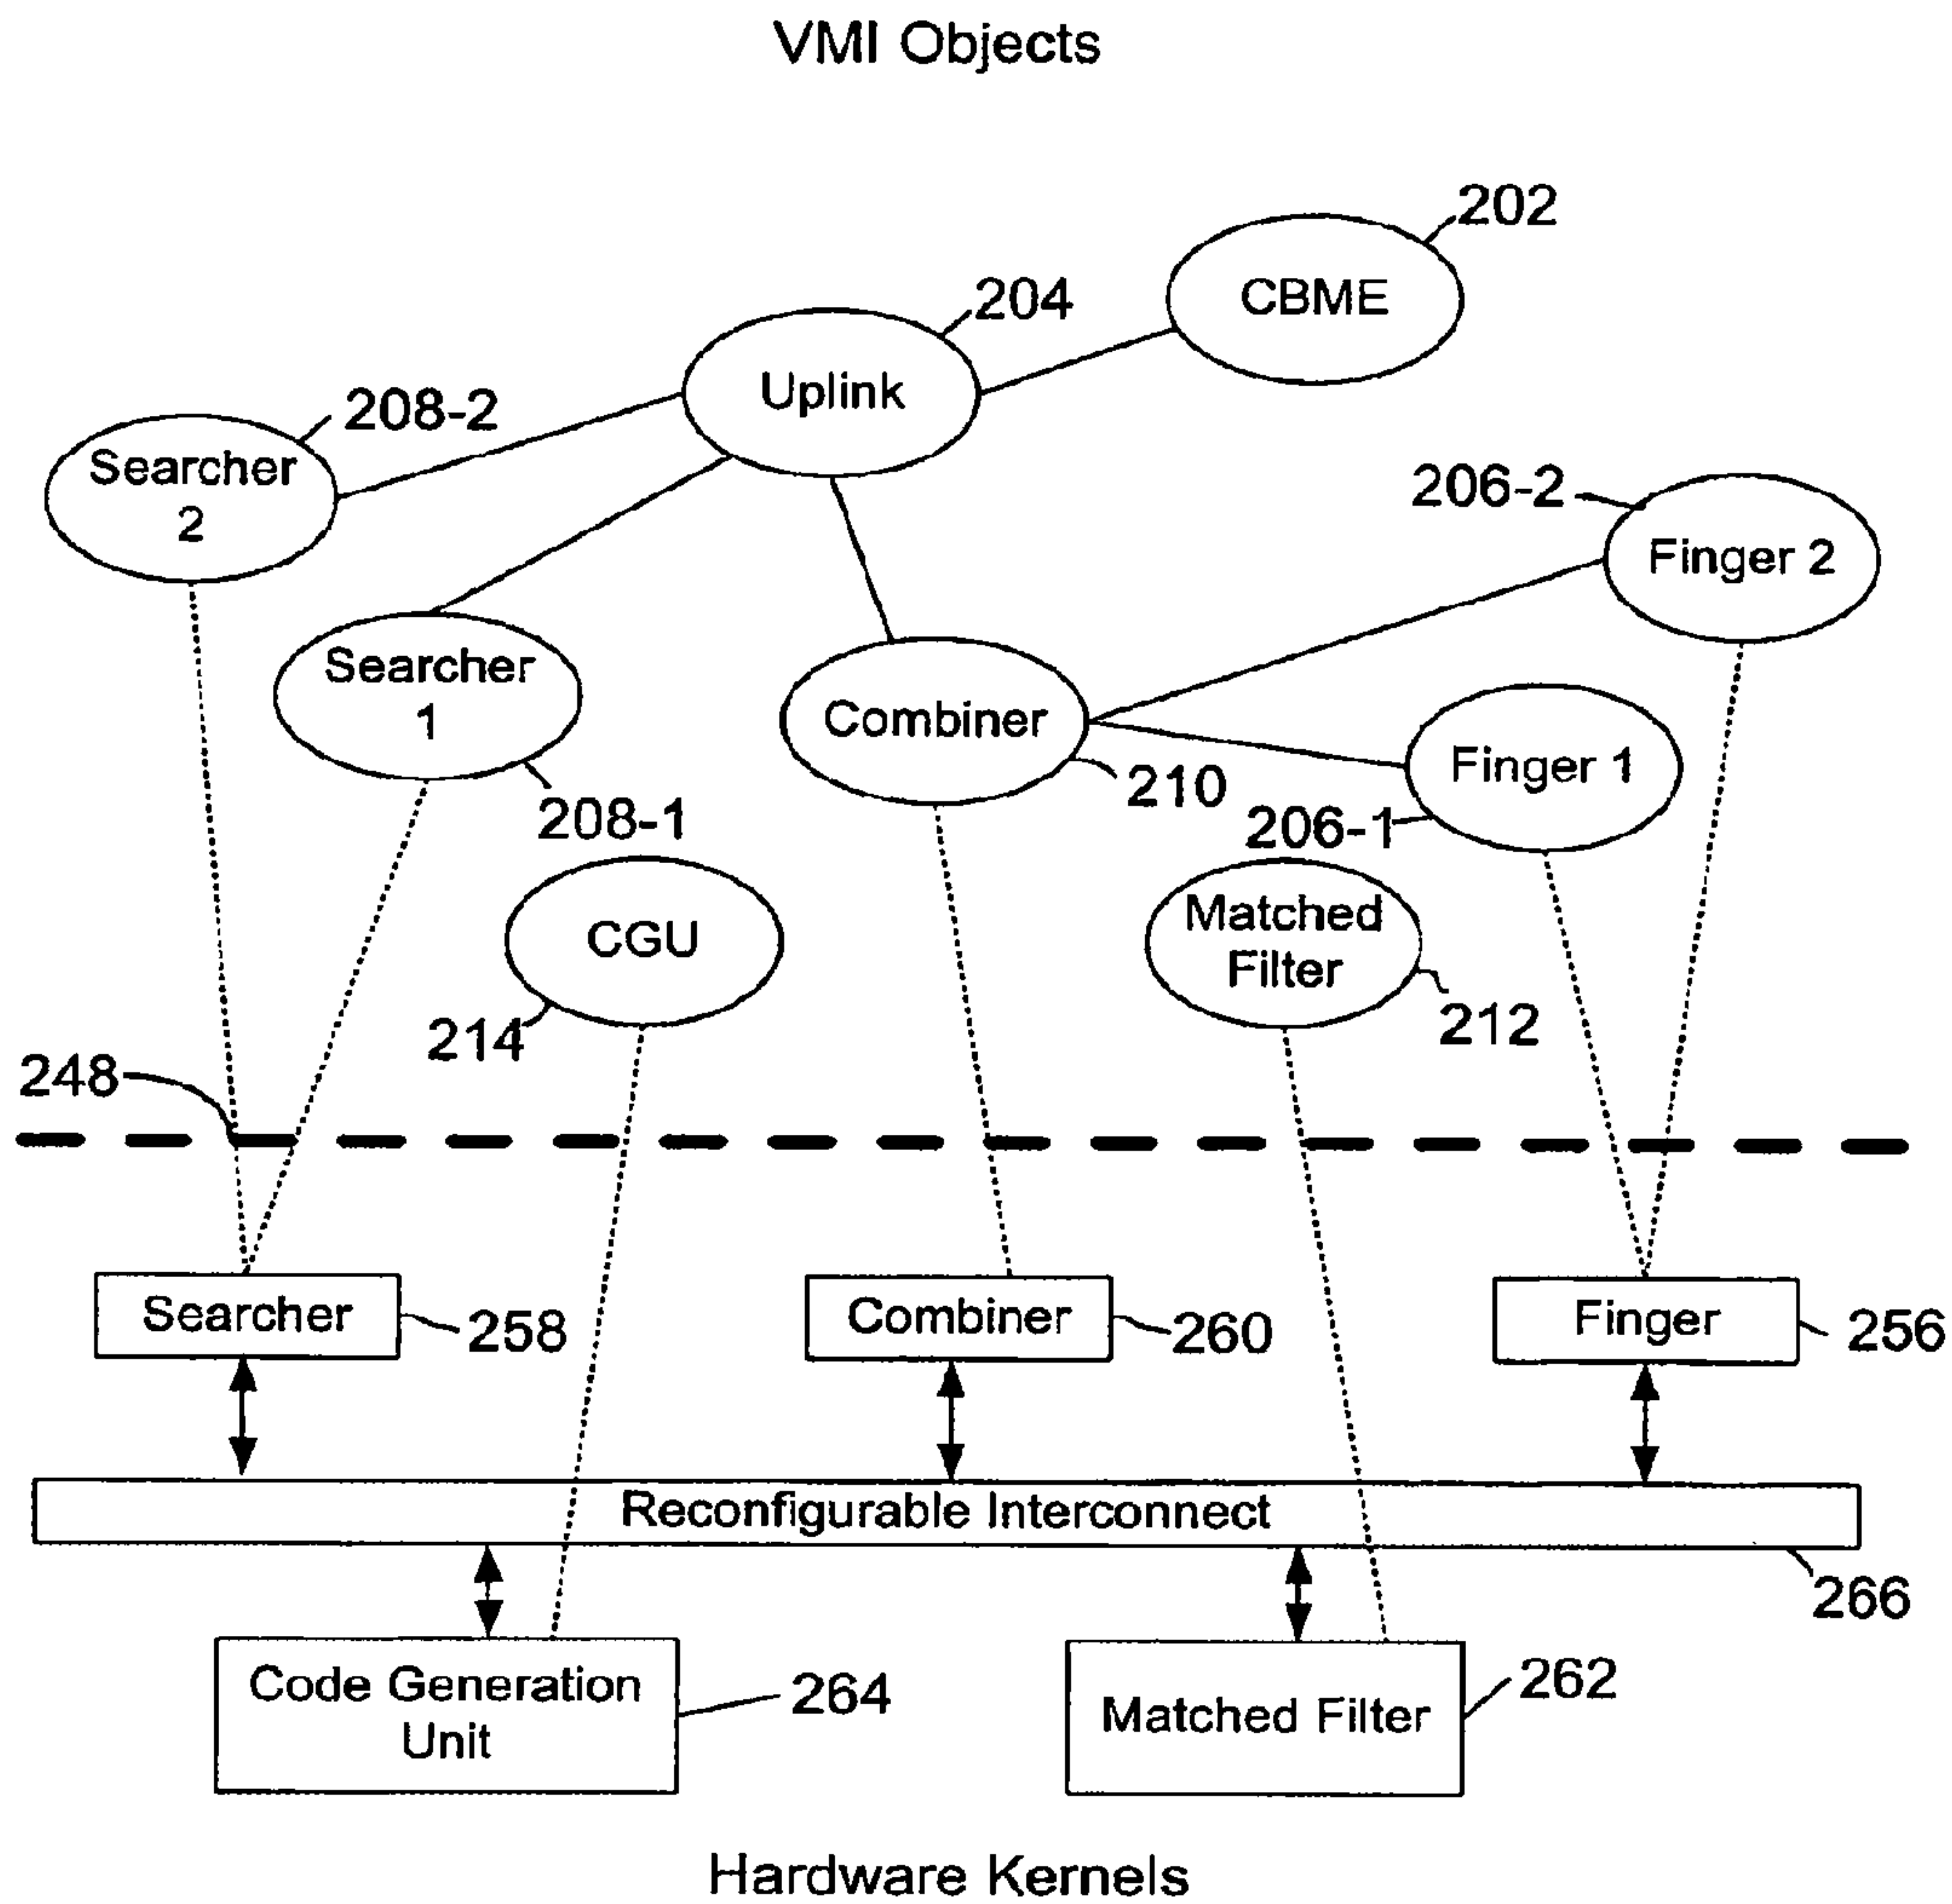 VMI Objects
202
CBME
204
Uplink
208-2
Searcher
2
206-2
Finger 2
Searcher
1
208-1
Combiner
210
Finger 1
206-1
CGU
214
Matched
Filter
212
248
Searcher
258
Combiner
260
Finger
256
Reconfigurable Interconnect
266
Code Generation
Unit
264
Matched Filter
262
Hardware Kernels